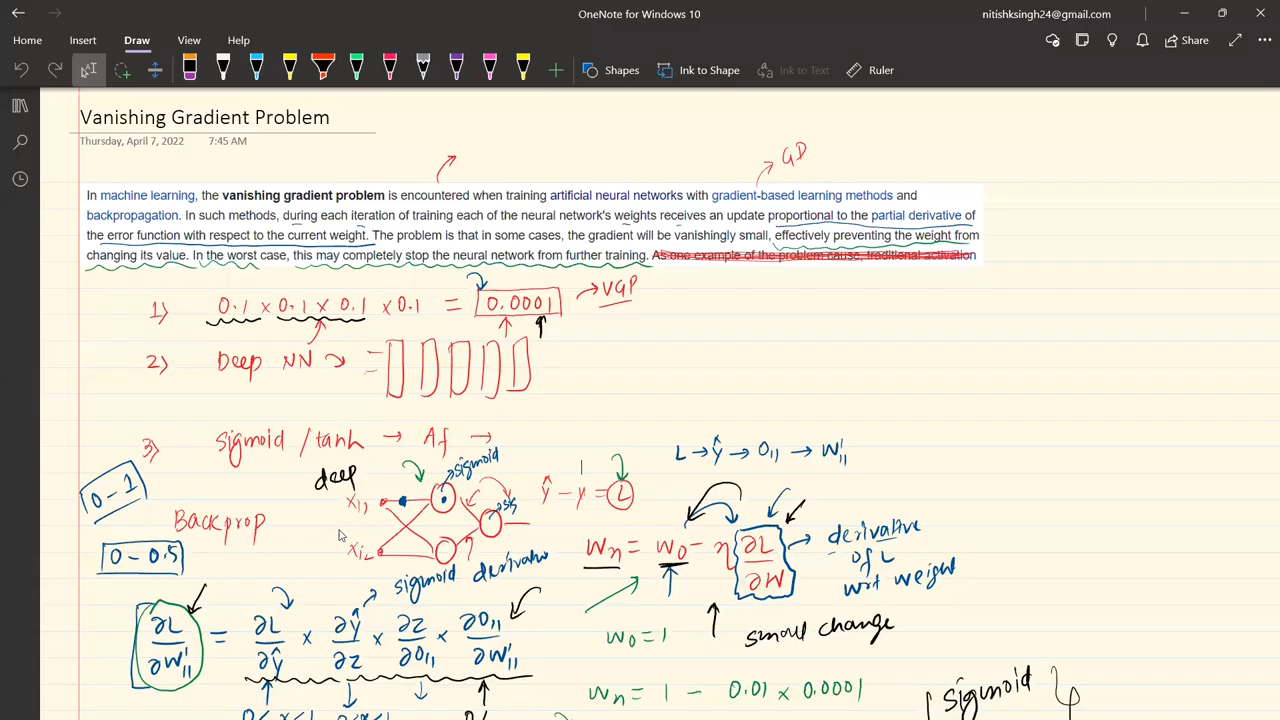 OneNote for Windows 10
nitishksingh24@gmail.com
Home Insert Draw View Help
Shapes Ink to Shape Ink to Text Ruler
Share
Vanishing Gradient Problem
Thursday, April 7, 2022 7:45 AM
GD
In machine learning, the vanishing gradient problem is encountered when training artificial neural networks with gradient-based learning methods and
backpropagation. In such methods, during each iteration of training each of the neural network's weights receives an update proportional to the partial derivative of
the error function with respect to the current weight. The problem is that in some cases, the gradient will be vanishingly small, effectively preventing the weight from
changing its value. In the worst case, this may completely stop the neural network from further training. As one example of the problem cause, traditional activation
1) 0.1 × 0.1 × 0.1 × 0.1 = 0.0001 → VGP
2) Deep NN
3) sigmoid / tanh → Af →
L → ŷ → O₁₁ → W'₁₁
deep
sigmoid
0 - 1
Xi₁
ŷ - y = L
Backprop
sig
Xi₂
Wn = W0 - η ∂L/∂W → derivative
of L
wrt weight
0 - 0.5
sigmoid derivative
∂L/∂W'₁₁ = ∂L/∂ŷ × ∂ŷ/∂z × ∂z/∂O₁₁ × ∂O₁₁/∂W'₁₁
W0 = 1
small change
Wn = 1 - 0.01 × 0.0001
sigmoid